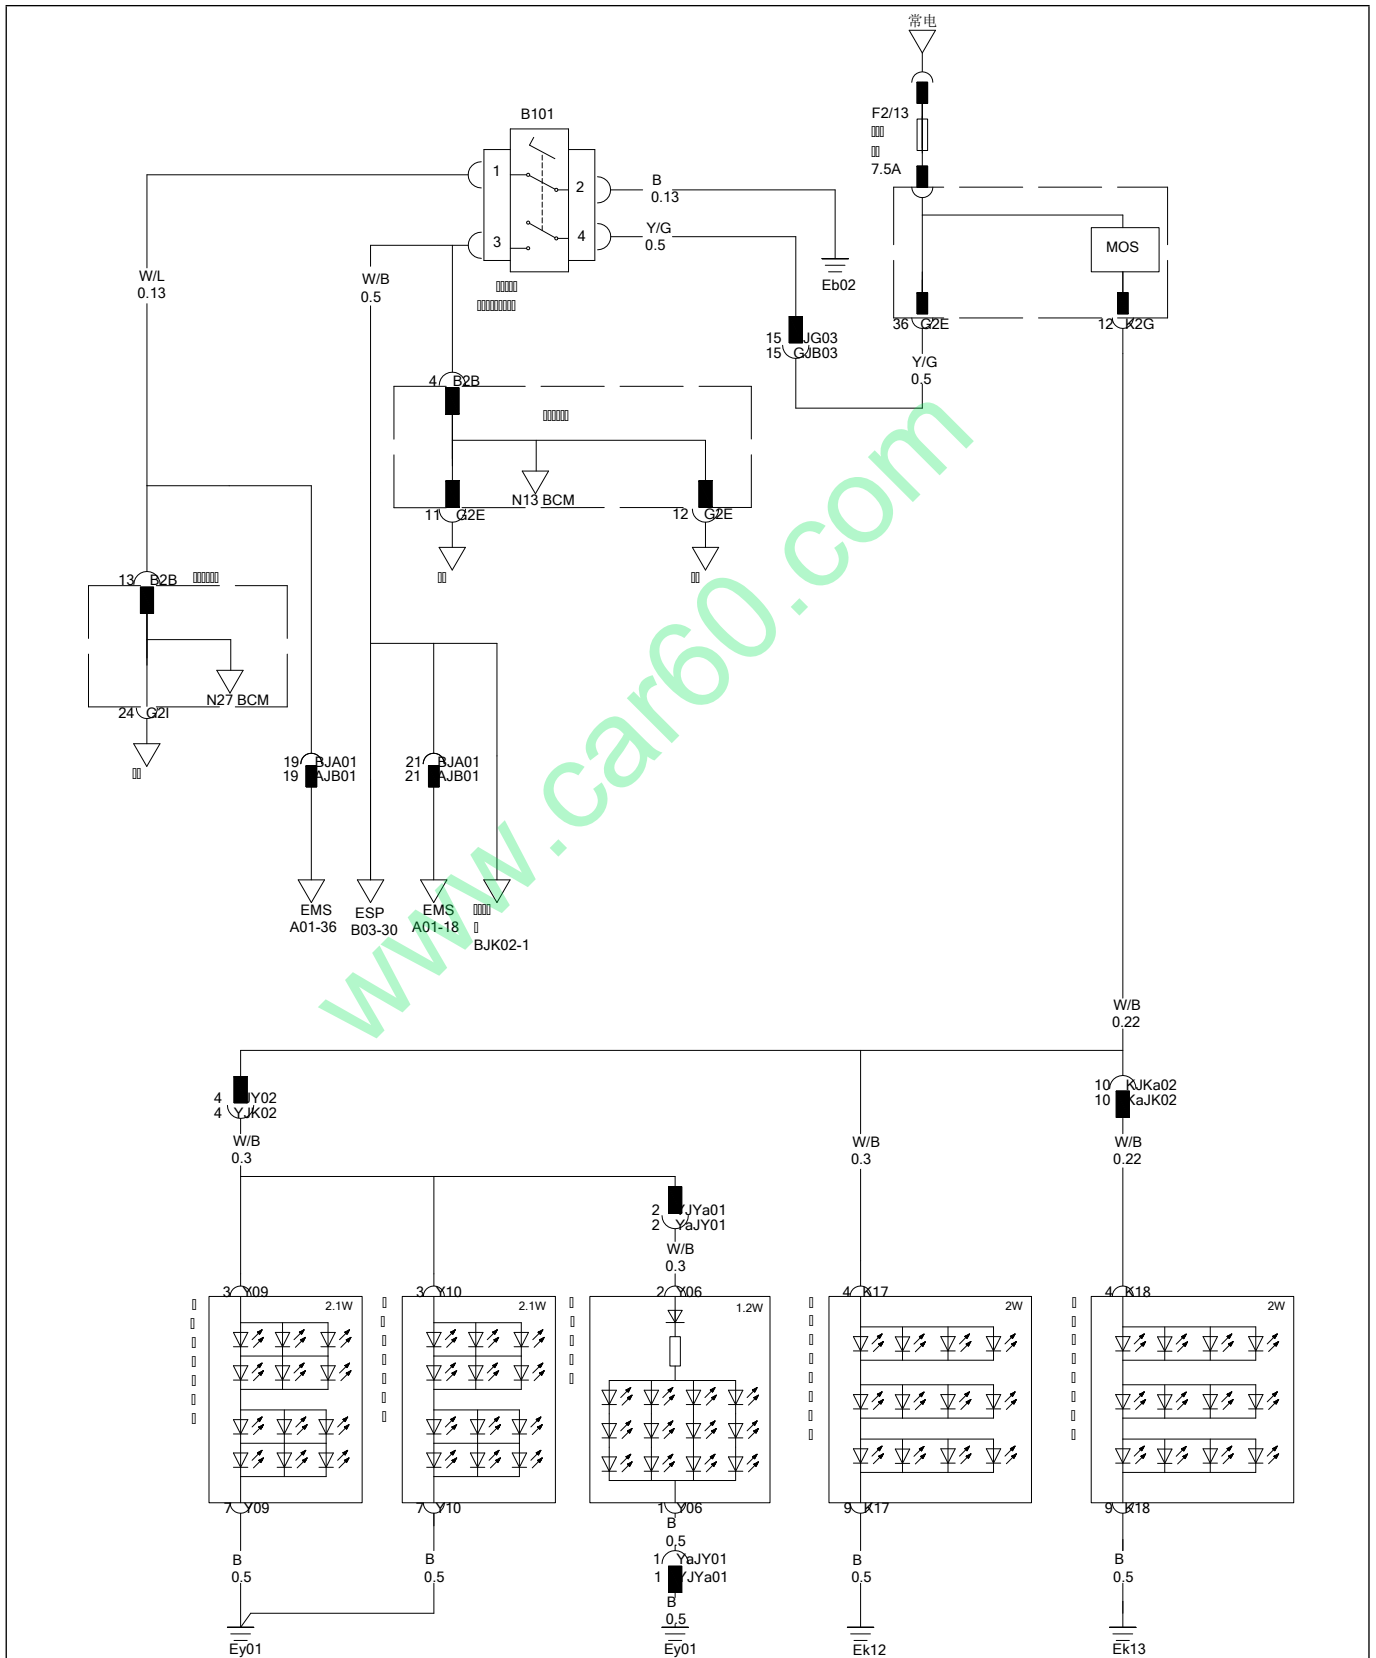 常电
F2/13
7.5A
B101
1
2
3
4
B
0.13
Y/G
0.5
Eb02
MOS
W/L
0.13
W/B
0.5
15 JG03
15 GJB03
36 G2E
12 K2G
Y/G
0.5
4 B2B
N13 BCM
11 G2E
12 G2E
13 B2B
N27 BCM
24 G2I
19 BJA01
19 AJB01
21 BJA01
21 AJB01
EMS
A01-36
ESP
B03-30
EMS
A01-18
BJK02-1
www.car60.com
W/B
0.22
4 JY02
4 YJK02
10 KJKa02
10 KaJK02
W/B
0.3
W/B
0.3
W/B
0.22
2 YJYa01
2 YaJY01
W/B
0.3
3 Y09
3 Y10
2 Y06
4 K17
4 K18
2.1W
2.1W
1.2W
2W
2W
7 Y09
7 Y10
1 Y06
9 K17
9 K18
B
0.5
B
0.5
B
0.5
1 YaJY01
1 YJYa01
B
0.5
B
0.5
B
0.5
Ey01
Ey01
Ek12
Ek13